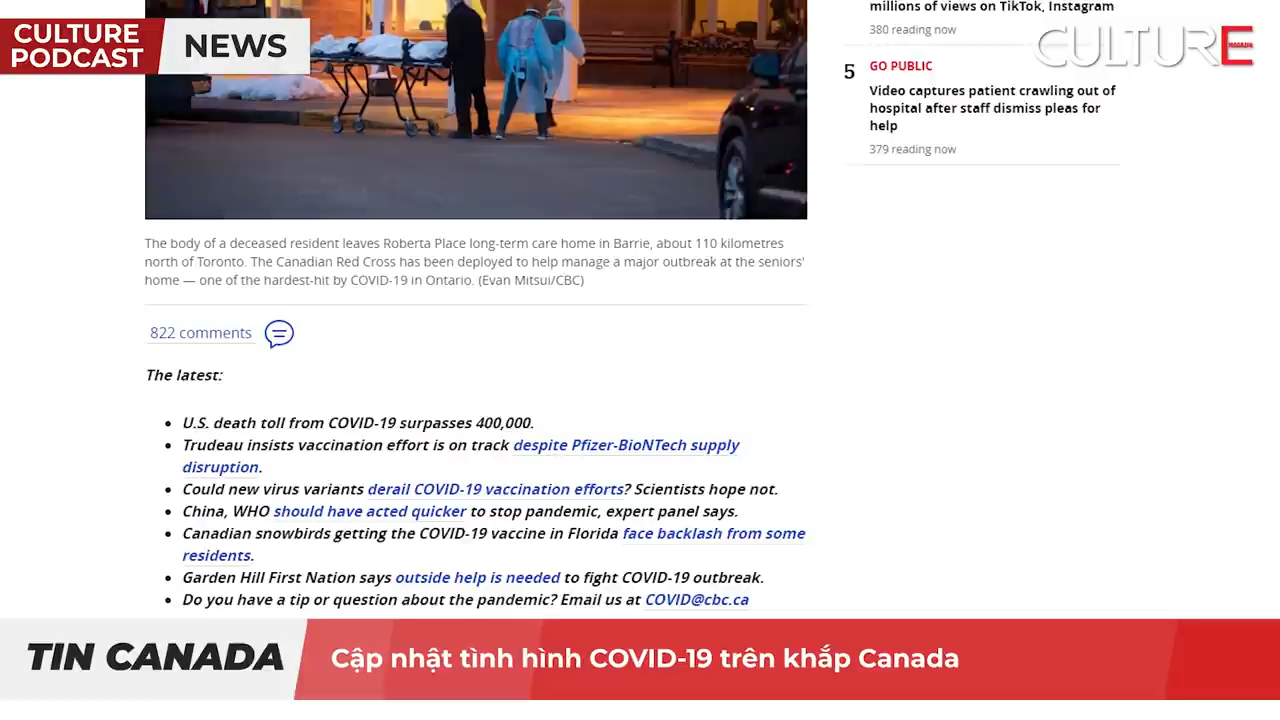 CULTURE
PODCAST
NEWS
millions of views on TikTok, Instagram
380 reading now
CULTURE
MAGAZIN
5
GO PUBLIC
Video captures patient crawling out of
hospital after staff dismiss pleas for
help
379 reading now
The body of a deceased resident leaves Roberta Place long-term care home in Barrie, about 110 kilometres
north of Toronto. The Canadian Red Cross has been deployed to help manage a major outbreak at the seniors'
home — one of the hardest-hit by COVID-19 in Ontario. (Evan Mitsui/CBC)
822 comments
The latest:
• U.S. death toll from COVID-19 surpasses 400,000.
• Trudeau insists vaccination effort is on track despite Pfizer-BioNTech supply
disruption.
• Could new virus variants derail COVID-19 vaccination efforts? Scientists hope not.
• China, WHO should have acted quicker to stop pandemic, expert panel says.
• Canadian snowbirds getting the COVID-19 vaccine in Florida face backlash from some
residents.
• Garden Hill First Nation says outside help is needed to fight COVID-19 outbreak.
• Do you have a tip or question about the pandemic? Email us at COVID@cbc.ca
TIN CANADA
Cập nhật tình hình COVID-19 trên khắp Canada